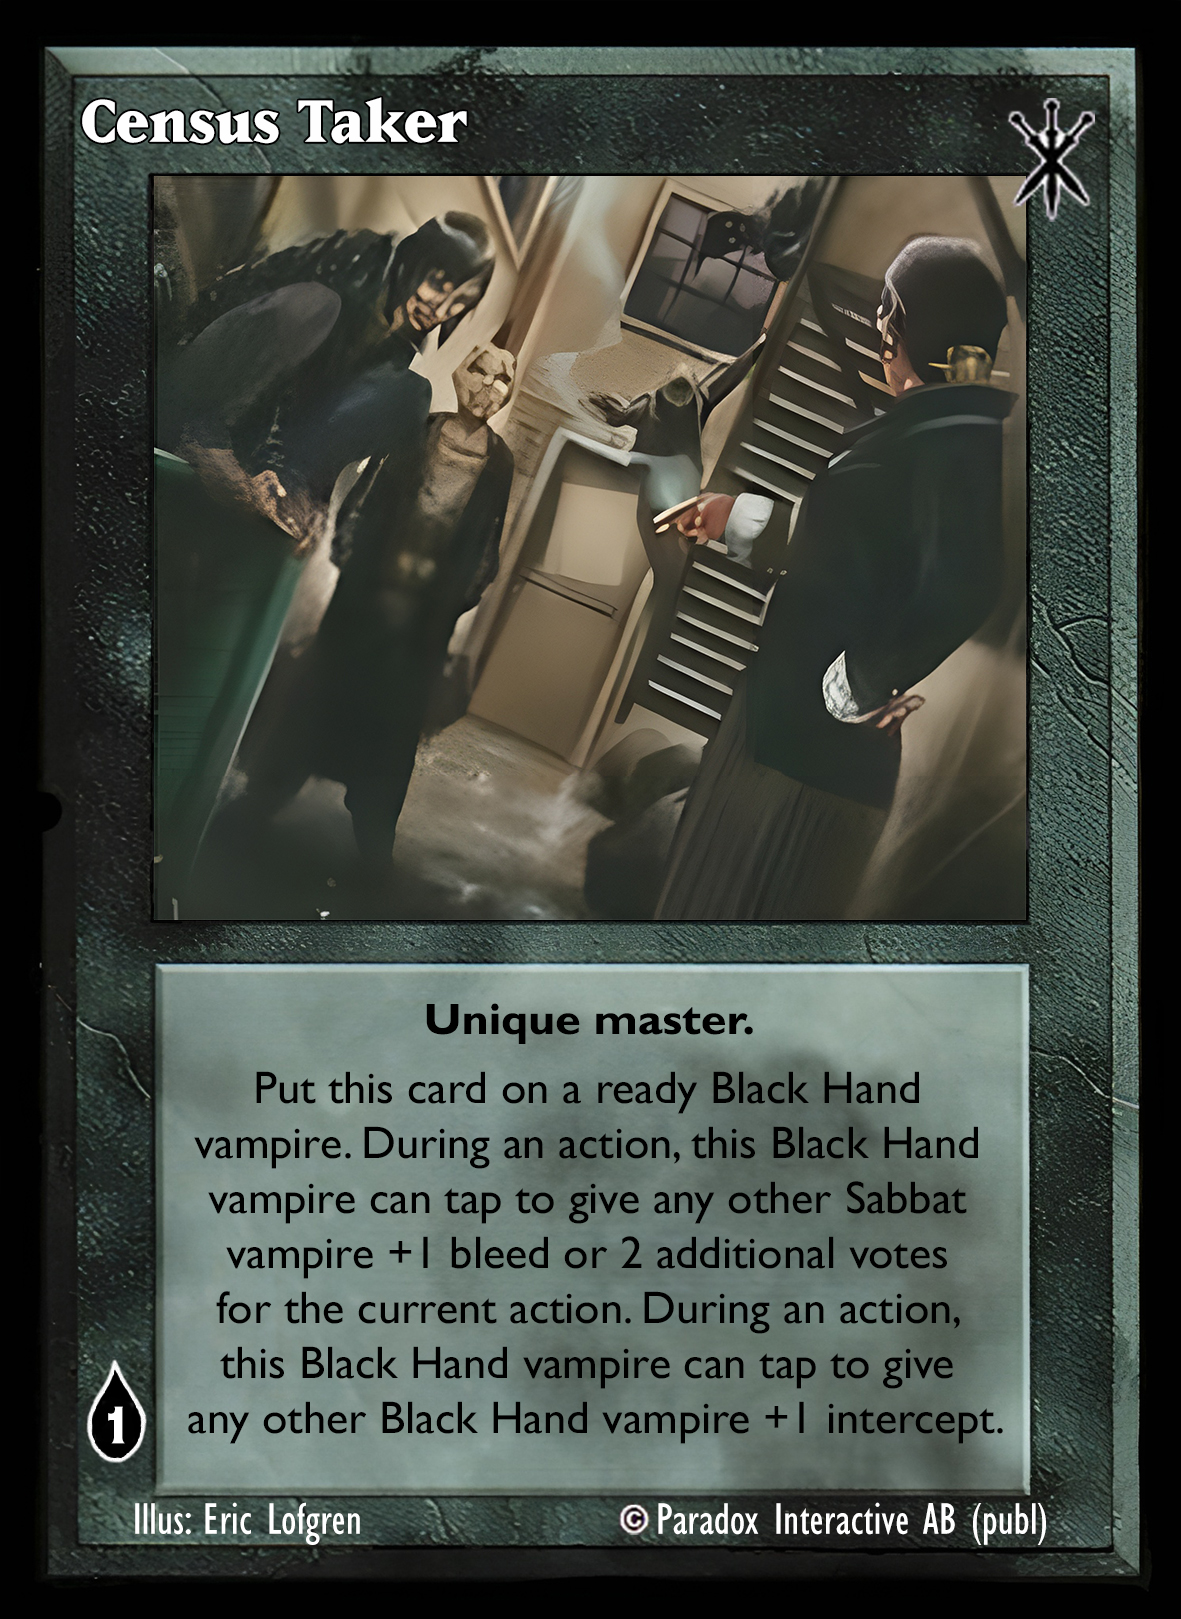 Census Taker
Unique master.
Put this card on a ready Black Hand
vampire. During an action, this Black Hand
vampire can tap to give any other Sabbat
vampire +1 bleed or 2 additional votes
for the current action. During an action,
this Black Hand vampire can tap to give
any other Black Hand vampire +1 intercept.
1
Illus: Eric Lofgren
© Paradox Interactive AB (publ)